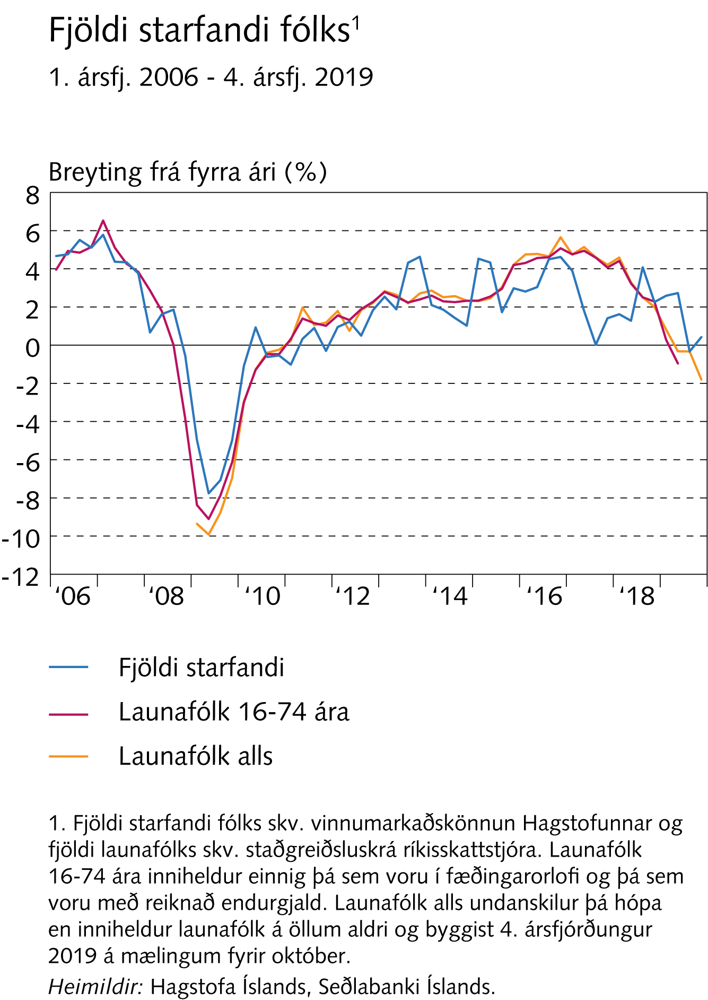 Fjöldi starfandi fólks¹
1. ársfj. 2006 - 4. ársfj. 2019
Breyting frá fyrra ári (%)
8
6
4
2
0
-2
-4
-6
-8
-10
-12
‘06 ‘08 ‘10 ‘12 ‘14 ‘16 ‘18
Fjöldi starfandi
Launafólk 16-74 ára
Launafólk alls
1. Fjöldi starfandi fólks skv. vinnumarkaðskönnun Hagstofunnar og
fjöldi launafólks skv. staðgreiðsluskrá ríkisskattstjóra. Launafólk
16-74 ára inniheldur einnig þá sem voru í fæðingarorlofi og þá sem
voru með reiknað endurgjald. Launafólk alls undanskilur þá hópa
en inniheldur launafólk á öllum aldri og byggist 4. ársfjórðungur
2019 á mælingum fyrir október.
Heimildir: Hagstofa Íslands, Seðlabanki Íslands.